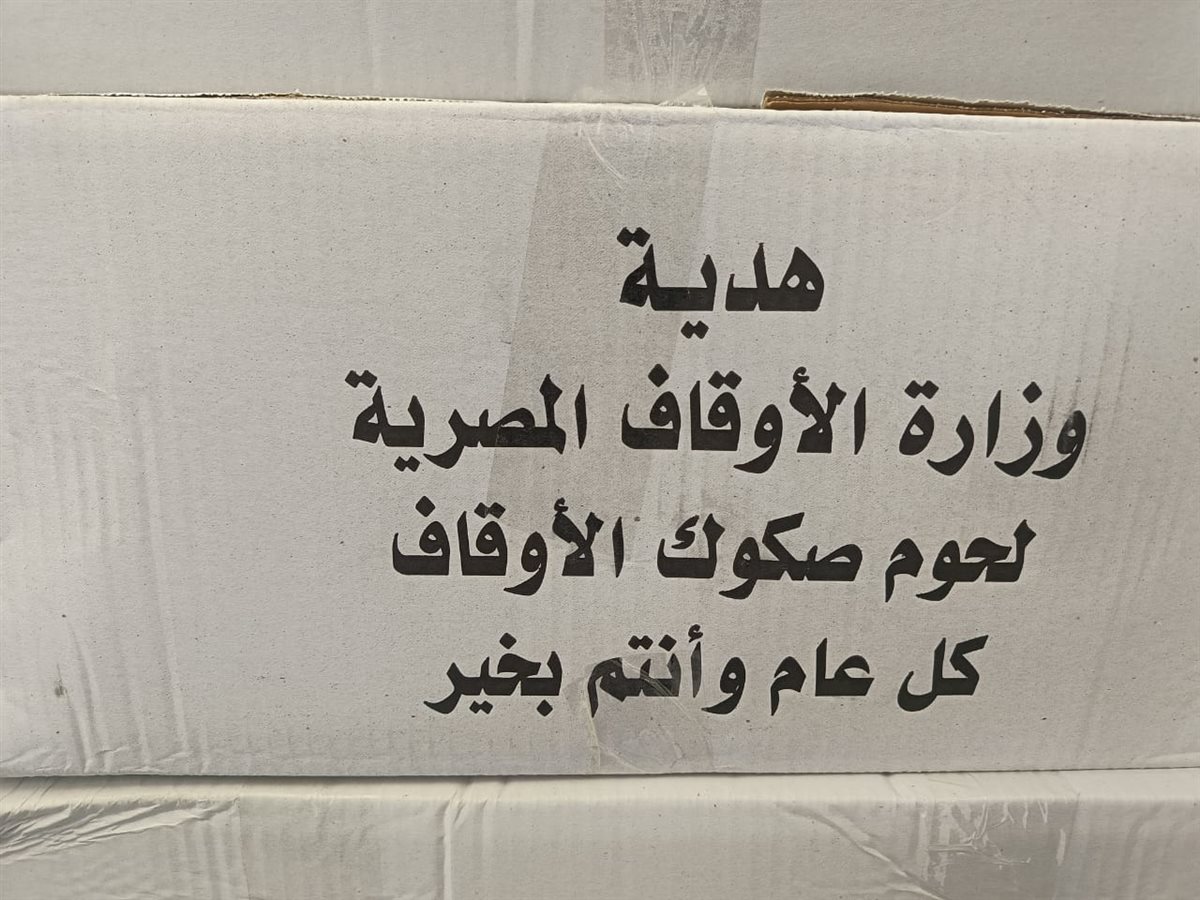 هدية
وزارة الأوقاف المصرية
لحوم صكوك الأوقاف
كل عام وأنتم بخير